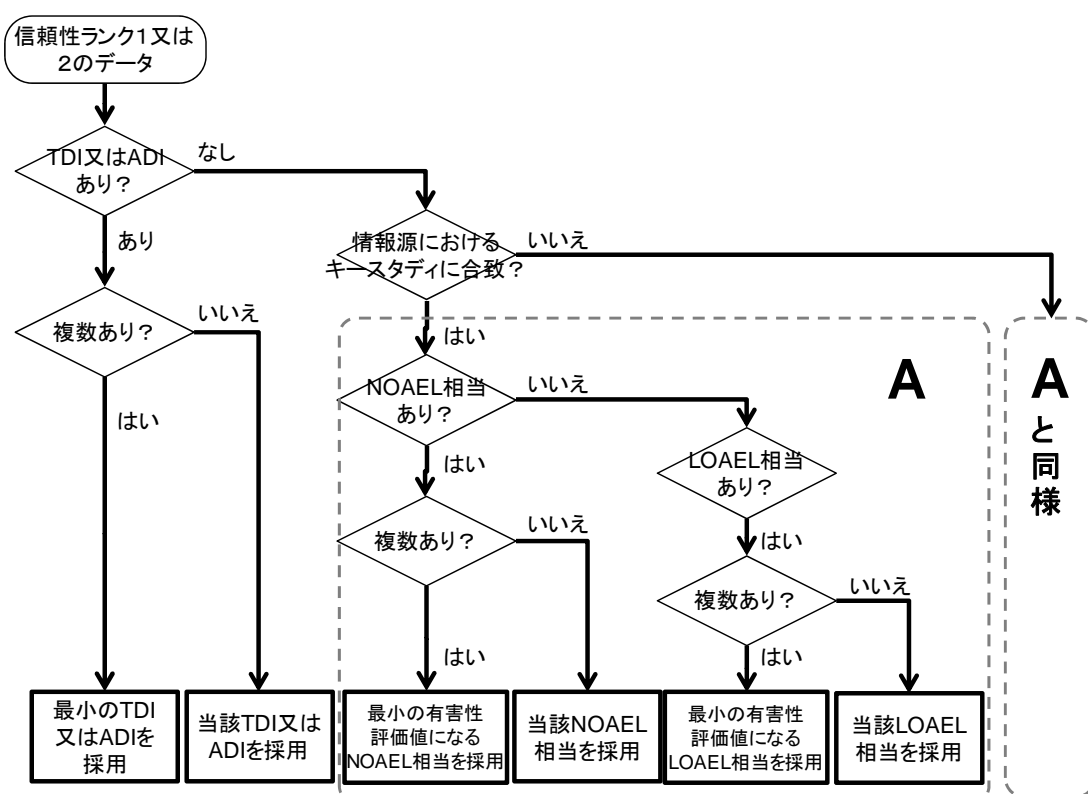 信頼性ランク1又は
2のデータ
TDI又はADI
あり?
なし
あり
情報源における
キースタディに合致?
いいえ
はい
複数あり?
いいえ
はい
A
NOAEL相当
あり?
いいえ
はい
LOAEL相当
あり?
はい
複数あり?
いいえ
はい
複数あり?
いいえ
はい
A
と
同
様
最小のTDI
又はADIを
採用
当該TDI又は
ADIを採用
最小の有害性
評価値になる
NOAEL相当を採用
当該NOAEL
相当を採用
最小の有害性
評価値になる
LOAEL相当を採用
当該LOAEL
相当を採用